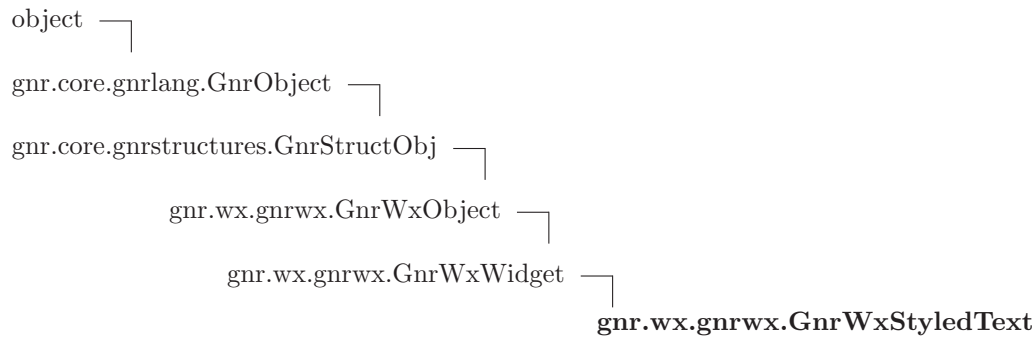 object
gnr.core.gnrlang.GnrObject
gnr.core.gnrstructures.GnrStructObj
gnr.wx.gnrwx.GnrWxObject
gnr.wx.gnrwx.GnrWxWidget
gnr.wx.gnrwx.GnrWxStyledText